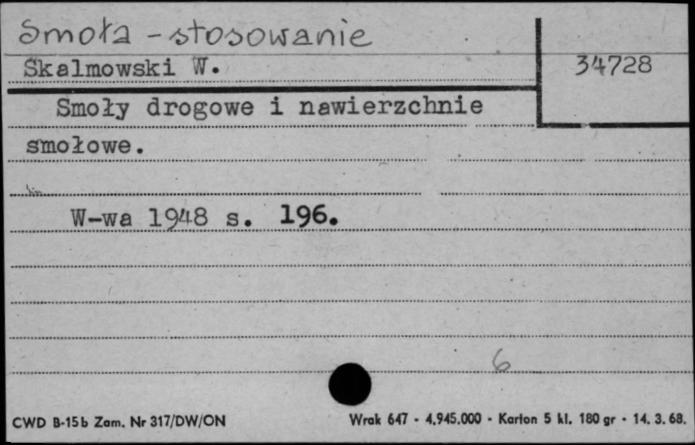 Smoła - stosowanie
Skalmowski W.
34728
Smoły drogowe i nawierzchnie
smołowe.
W-wa 1948 s. 196.
6
CWD B-15b Zam. Nr 317/DW/ON
Wrak 647 - 4.945.000 - Karton 5 kl. 180 gr - 14. 3. 68.